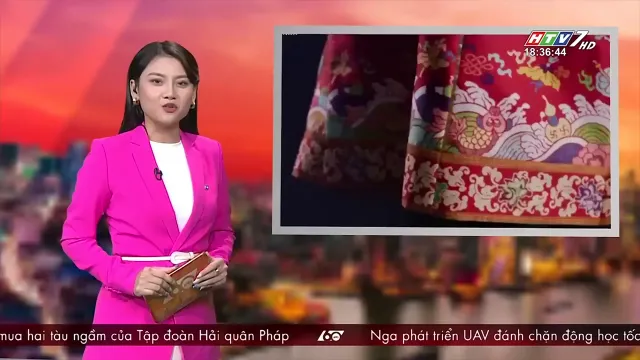 HTV7 HD
18:36:44
mua hai tàu ngầm của Tập đoàn Hải quân Pháp 60 Nga phát triển UAV đánh chặn động học tốc